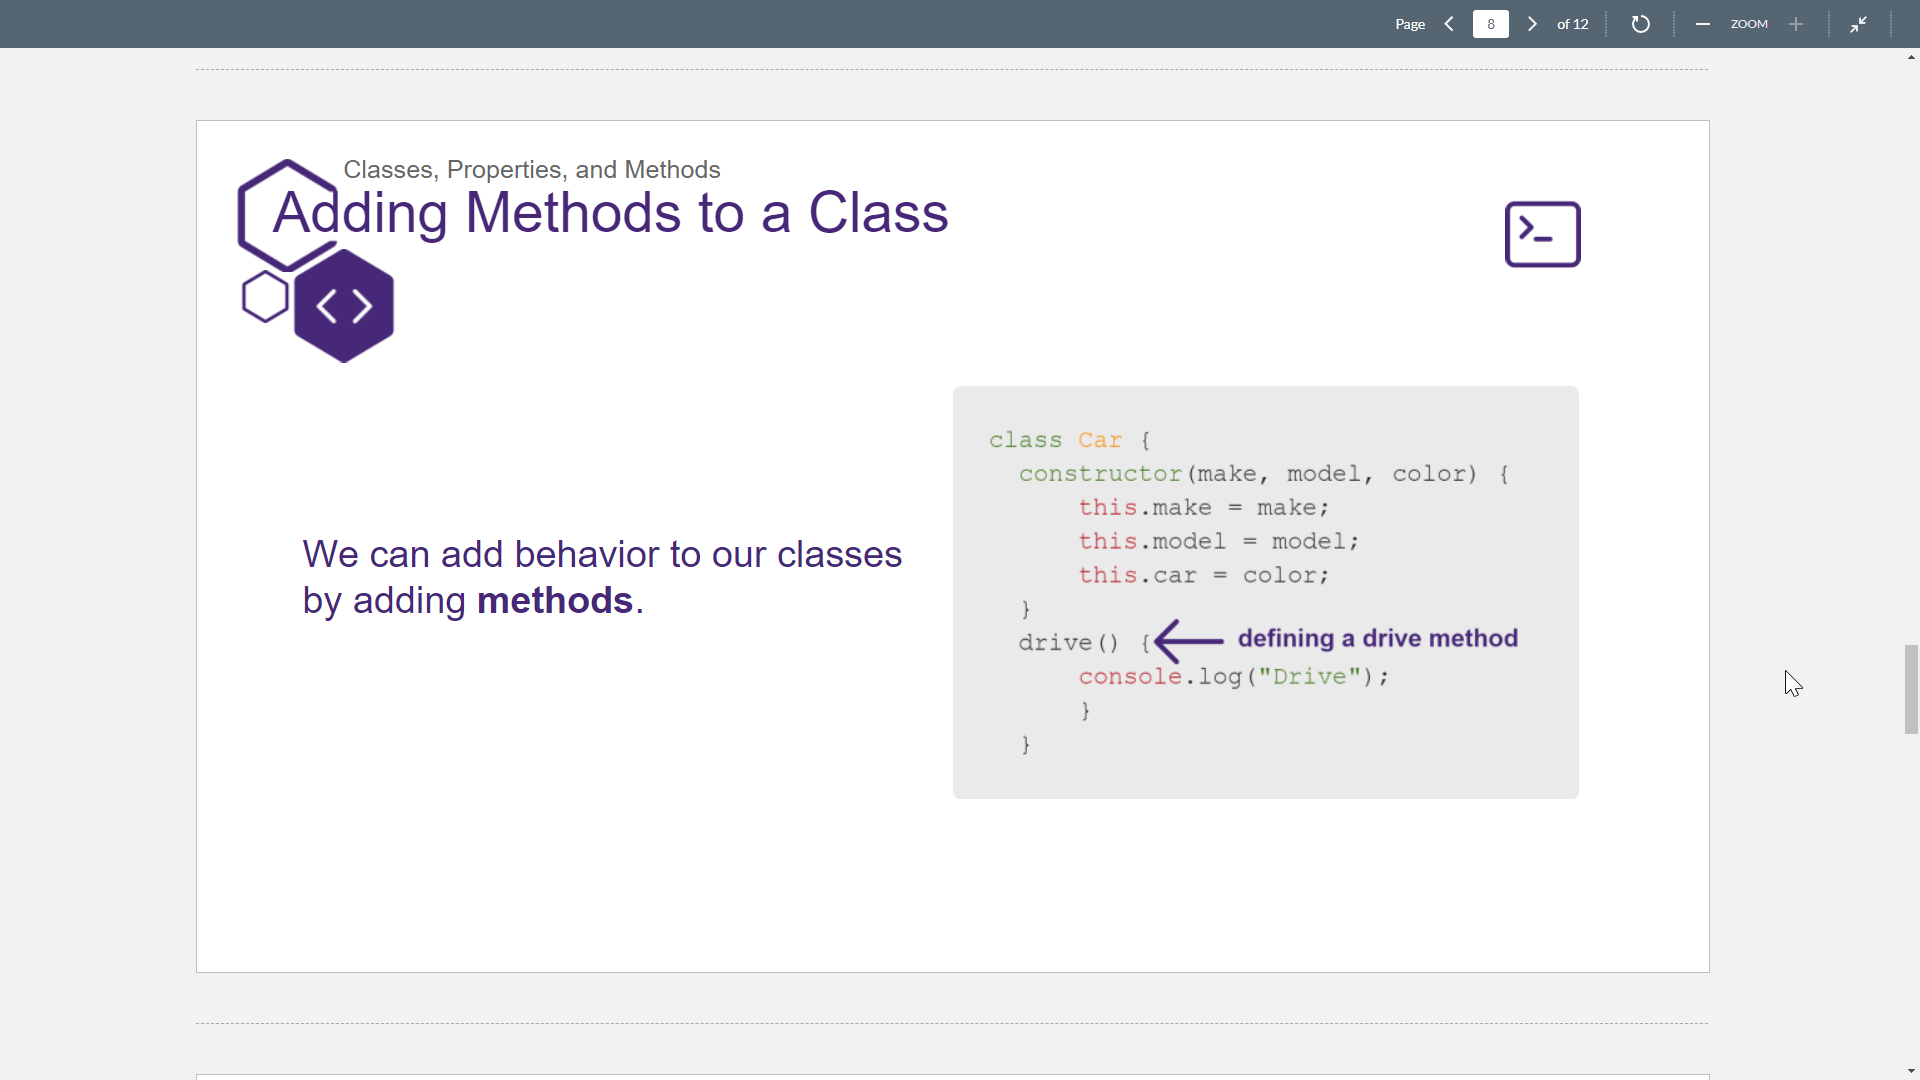 Page 8 of 12 ZOOM
Classes, Properties, and Methods
Adding Methods to a Class
We can add behavior to our classes
by adding methods.
class Car {
constructor(make, model, color) {
this.make = make;
this.model = model;
this.car = color;
}
drive() { defining a drive method
console.log("Drive");
}
}